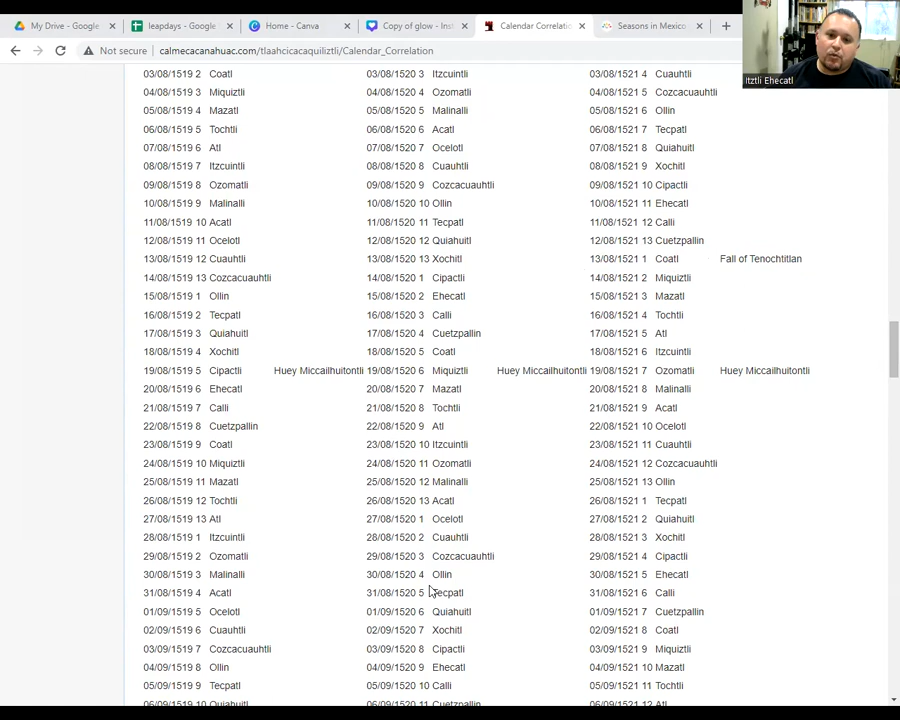 My Drive - Google
leapdays - Google
Home - Canva
Copy of glow - Inst
Calendar Correlatio
Seasons in Mexico
Not secure calmecacanahuac.com/tlaahcicacaquiliztli/Calendar_Correlation
Itztli Ehecatl
03/08/1519 2 Coatl 03/08/1520 3 Itzcuintli 03/08/1521 4 Cuauhtli
04/08/1519 3 Miquiztli 04/08/1520 4 Ozomatli 04/08/1521 5 Cozcacuauhtli
05/08/1519 4 Mazatl 05/08/1520 5 Malinalli 05/08/1521 6 Ollin
06/08/1519 5 Tochtli 06/08/1520 6 Acatl 06/08/1521 7 Tecpatl
07/08/1519 6 Atl 07/08/1520 7 Ocelotl 07/08/1521 8 Quiahuitl
08/08/1519 7 Itzcuintli 08/08/1520 8 Cuauhtli 08/08/1521 9 Xochitl
09/08/1519 8 Ozomatli 09/08/1520 9 Cozcacuauhtli 09/08/1521 10 Cipactli
10/08/1519 9 Malinalli 10/08/1520 10 Ollin 10/08/1521 11 Ehecatl
11/08/1519 10 Acatl 11/08/1520 11 Tecpatl 11/08/1521 12 Calli
12/08/1519 11 Ocelotl 12/08/1520 12 Quiahuitl 12/08/1521 13 Cuetzpallin
13/08/1519 12 Cuauhtli 13/08/1520 13 Xochitl 13/08/1521 1 Coatl Fall of Tenochtitlan
14/08/1519 13 Cozcacuauhtli 14/08/1520 1 Cipactli 14/08/1521 2 Miquiztli
15/08/1519 1 Ollin 15/08/1520 2 Ehecatl 15/08/1521 3 Mazatl
16/08/1519 2 Tecpatl 16/08/1520 3 Calli 16/08/1521 4 Tochtli
17/08/1519 3 Quiahuitl 17/08/1520 4 Cuetzpallin 17/08/1521 5 Atl
18/08/1519 4 Xochitl 18/08/1520 5 Coatl 18/08/1521 6 Itzcuintli
19/08/1519 5 Cipactli Huey Miccailhuitontli 19/08/1520 6 Miquiztli Huey Miccailhuitontli 19/08/1521 7 Ozomatli Huey Miccailhuitontli
20/08/1519 6 Ehecatl 20/08/1520 7 Mazatl 20/08/1521 8 Malinalli
21/08/1519 7 Calli 21/08/1520 8 Tochtli 21/08/1521 9 Acatl
22/08/1519 8 Cuetzpallin 22/08/1520 9 Atl 22/08/1521 10 Ocelotl
23/08/1519 9 Coatl 23/08/1520 10 Itzcuintli 23/08/1521 11 Cuauhtli
24/08/1519 10 Miquiztli 24/08/1520 11 Ozomatli 24/08/1521 12 Cozcacuauhtli
25/08/1519 11 Mazatl 25/08/1520 12 Malinalli 25/08/1521 13 Ollin
26/08/1519 12 Tochtli 26/08/1520 13 Acatl 26/08/1521 1 Tecpatl
27/08/1519 13 Atl 27/08/1520 1 Ocelotl 27/08/1521 2 Quiahuitl
28/08/1519 1 Itzcuintli 28/08/1520 2 Cuauhtli 28/08/1521 3 Xochitl
29/08/1519 2 Ozomatli 29/08/1520 3 Cozcacuauhtli 29/08/1521 4 Cipactli
30/08/1519 3 Malinalli 30/08/1520 4 Ollin 30/08/1521 5 Ehecatl
31/08/1519 4 Acatl 31/08/1520 5 Tecpatl 31/08/1521 6 Calli
01/09/1519 5 Ocelotl 01/09/1520 6 Quiahuitl 01/09/1521 7 Cuetzpallin
02/09/1519 6 Cuauhtli 02/09/1520 7 Xochitl 02/09/1521 8 Coatl
03/09/1519 7 Cozcacuauhtli 03/09/1520 8 Cipactli 03/09/1521 9 Miquiztli
04/09/1519 8 Ollin 04/09/1520 9 Ehecatl 04/09/1521 10 Mazatl
05/09/1519 9 Tecpatl 05/09/1520 10 Calli 05/09/1521 11 Tochtli
06/09/1519 10 Quiahuitl 06/09/1520 11 Cuetzpallin 06/09/1521 12 Atl